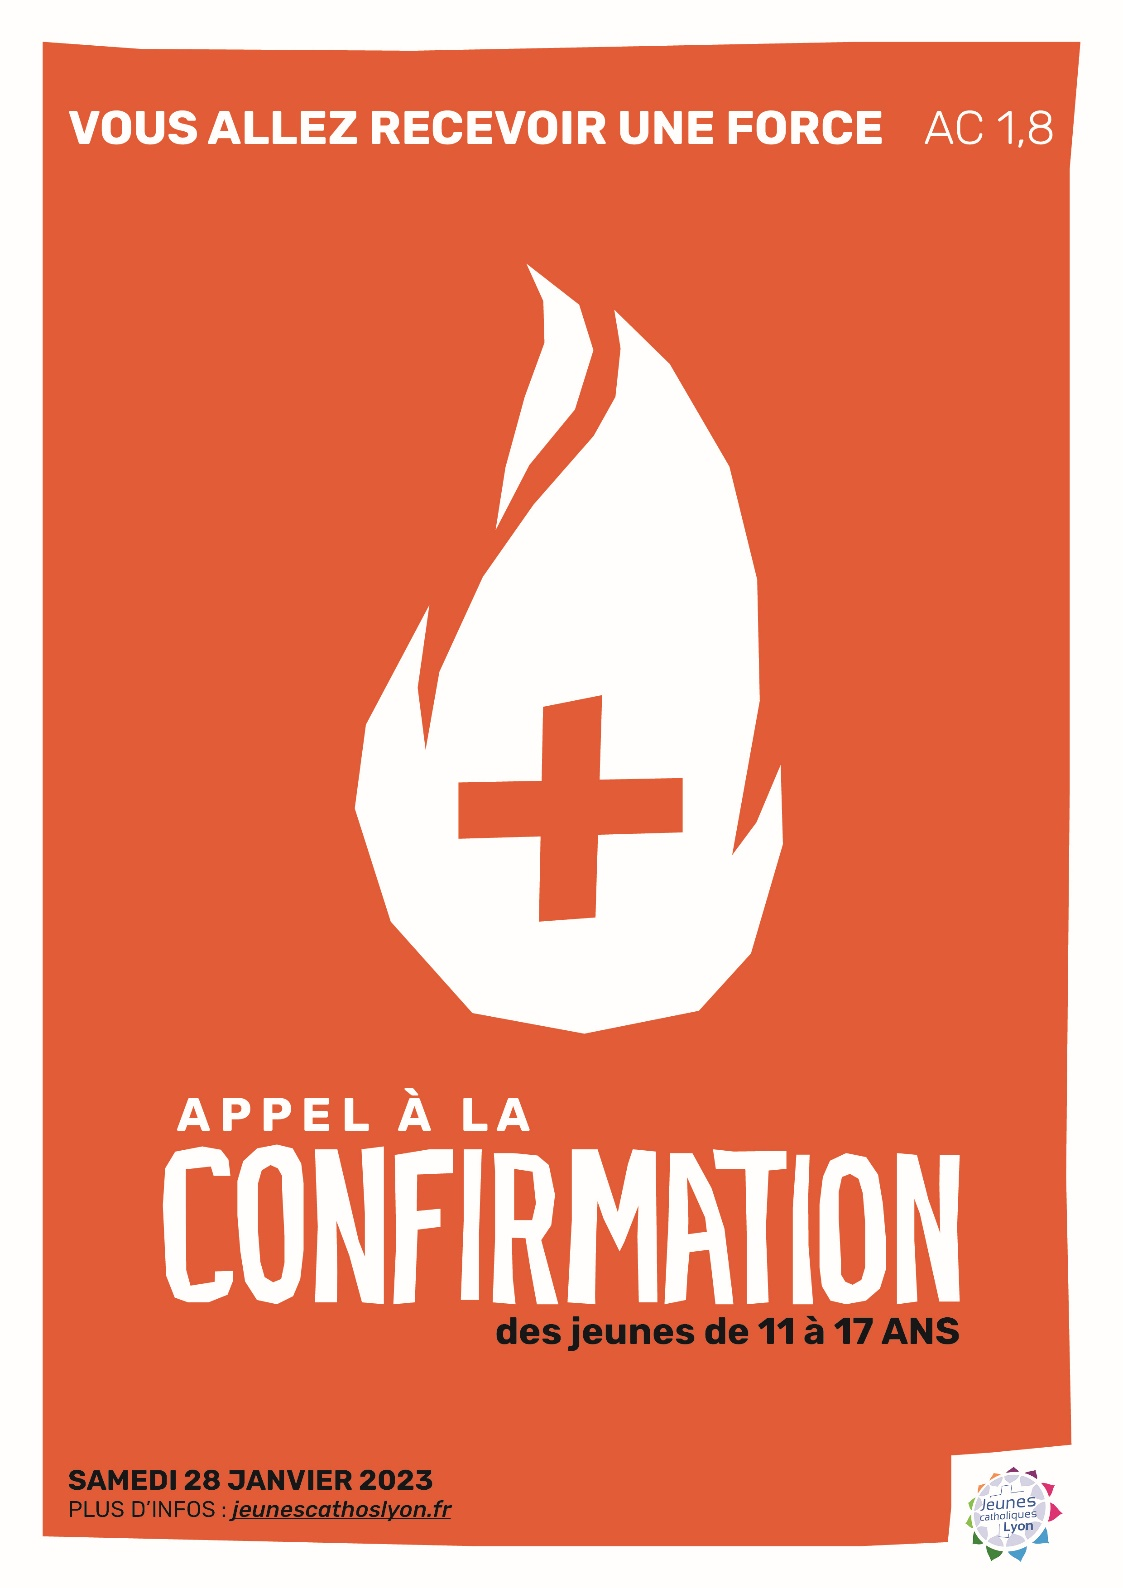 VOUS ALLEZ RECEVOIR UNE FORCE AC 1,8
APPEL À LA
CONFIRMATION
des jeunes de 11 à 17 ANS
SAMEDI 28 JANVIER 2023
PLUS D'INFOS : jeunescathoslyon.fr
Jeunes
catholiques
Lyon